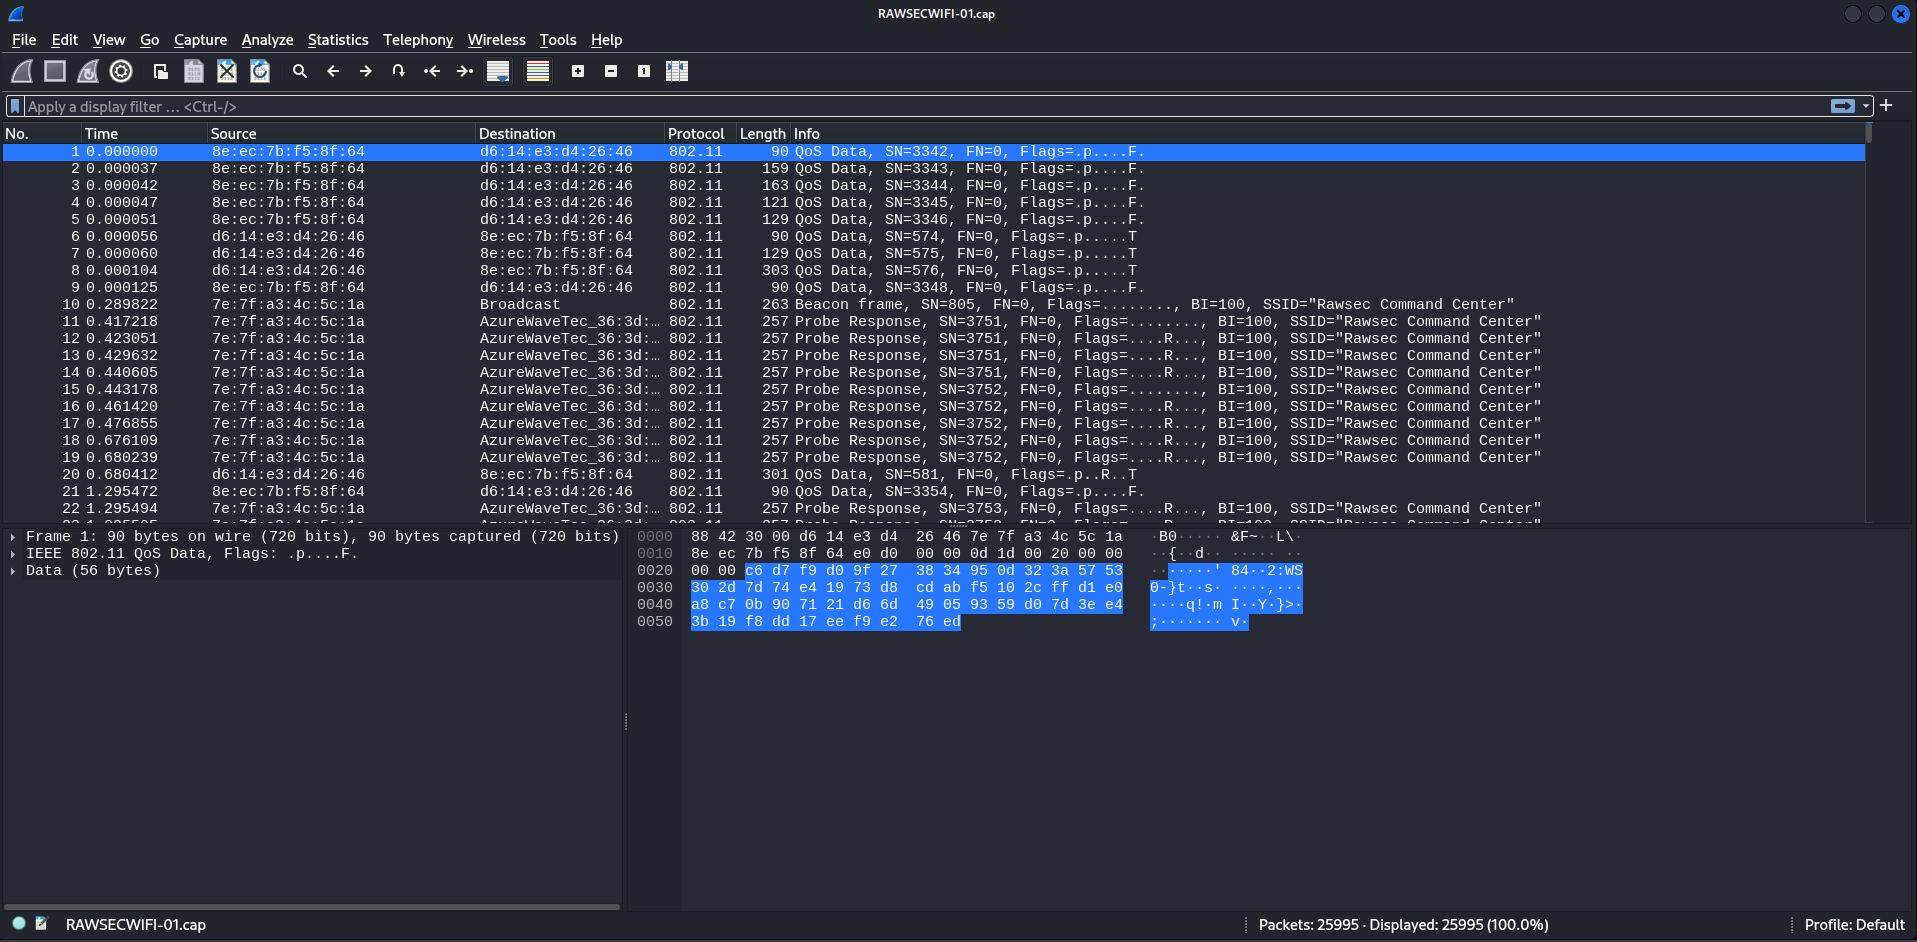 RAWSECWIFI-01.cap
File Edit View Go Capture Analyze Statistics Telephony Wireless Tools Help
Apply a display filter … <Ctrl-/>
No. Time Source Destination Protocol Length Info
1 0.000000 8e:ec:7b:f5:8f:64 d6:14:e3:d4:26:46 802.11 90 QoS Data, SN=3342, FN=0, Flags=.p....F.
2 0.000037 8e:ec:7b:f5:8f:64 d6:14:e3:d4:26:46 802.11 159 QoS Data, SN=3343, FN=0, Flags=.p....F.
3 0.000042 8e:ec:7b:f5:8f:64 d6:14:e3:d4:26:46 802.11 163 QoS Data, SN=3344, FN=0, Flags=.p....F.
4 0.000047 8e:ec:7b:f5:8f:64 d6:14:e3:d4:26:46 802.11 121 QoS Data, SN=3345, FN=0, Flags=.p....F.
5 0.000051 8e:ec:7b:f5:8f:64 d6:14:e3:d4:26:46 802.11 129 QoS Data, SN=3346, FN=0, Flags=.p....F.
6 0.000056 d6:14:e3:d4:26:46 8e:ec:7b:f5:8f:64 802.11 90 QoS Data, SN=574, FN=0, Flags=.p.....T
7 0.000060 d6:14:e3:d4:26:46 8e:ec:7b:f5:8f:64 802.11 129 QoS Data, SN=575, FN=0, Flags=.p.....T
8 0.000104 d6:14:e3:d4:26:46 8e:ec:7b:f5:8f:64 802.11 303 QoS Data, SN=576, FN=0, Flags=.p.....T
9 0.000125 8e:ec:7b:f5:8f:64 d6:14:e3:d4:26:46 802.11 90 QoS Data, SN=3348, FN=0, Flags=.p....F.
10 0.289822 7e:7f:a3:4c:5c:1a Broadcast 802.11 263 Beacon frame, SN=805, FN=0, Flags=........, BI=100, SSID="Rawsec Command Center"
11 0.417218 7e:7f:a3:4c:5c:1a AzureWaveTec_36:3d:… 802.11 257 Probe Response, SN=3751, FN=0, Flags=........, BI=100, SSID="Rawsec Command Center"
12 0.423051 7e:7f:a3:4c:5c:1a AzureWaveTec_36:3d:… 802.11 257 Probe Response, SN=3751, FN=0, Flags=....R..., BI=100, SSID="Rawsec Command Center"
13 0.429632 7e:7f:a3:4c:5c:1a AzureWaveTec_36:3d:… 802.11 257 Probe Response, SN=3751, FN=0, Flags=....R..., BI=100, SSID="Rawsec Command Center"
14 0.440605 7e:7f:a3:4c:5c:1a AzureWaveTec_36:3d:… 802.11 257 Probe Response, SN=3751, FN=0, Flags=....R..., BI=100, SSID="Rawsec Command Center"
15 0.443178 7e:7f:a3:4c:5c:1a AzureWaveTec_36:3d:… 802.11 257 Probe Response, SN=3752, FN=0, Flags=........, BI=100, SSID="Rawsec Command Center"
16 0.461420 7e:7f:a3:4c:5c:1a AzureWaveTec_36:3d:… 802.11 257 Probe Response, SN=3752, FN=0, Flags=....R..., BI=100, SSID="Rawsec Command Center"
17 0.476855 7e:7f:a3:4c:5c:1a AzureWaveTec_36:3d:… 802.11 257 Probe Response, SN=3752, FN=0, Flags=....R..., BI=100, SSID="Rawsec Command Center"
18 0.676109 7e:7f:a3:4c:5c:1a AzureWaveTec_36:3d:… 802.11 257 Probe Response, SN=3752, FN=0, Flags=....R..., BI=100, SSID="Rawsec Command Center"
19 0.680239 7e:7f:a3:4c:5c:1a AzureWaveTec_36:3d:… 802.11 257 Probe Response, SN=3752, FN=0, Flags=....R..., BI=100, SSID="Rawsec Command Center"
20 0.680412 d6:14:e3:d4:26:46 8e:ec:7b:f5:8f:64 802.11 301 QoS Data, SN=581, FN=0, Flags=.p..R..T
21 1.295472 8e:ec:7b:f5:8f:64 d6:14:e3:d4:26:46 802.11 90 QoS Data, SN=3354, FN=0, Flags=.p....F.
22 1.295494 7e:7f:a3:4c:5c:1a AzureWaveTec_36:3d:… 802.11 257 Probe Response, SN=3753, FN=0, Flags=....R..., BI=100, SSID="Rawsec Command Center"
Frame 1: 90 bytes on wire (720 bits), 90 bytes captured (720 bits)
IEEE 802.11 QoS Data, Flags: .p....F.
Data (56 bytes)
0000 88 42 30 00 d6 14 e3 d4 26 46 7e 7f a3 4c 5c 1a ·B0····· &F~··L\·
0010 8e ec 7b f5 8f 64 e0 d0 00 00 0d 1d 00 20 00 00 ··{··d·· ····· ··
0020 00 00 c6 d7 f9 d0 9f 27 38 34 95 0d 32 3a 57 53 ·······' 84··2:WS
0030 30 2d 7d 74 e4 19 73 d8 cd ab f5 10 2c ff d1 e0 0-}t··s· ····,···
0040 a8 c7 0b 90 71 21 d6 6d 49 05 93 59 d0 7d 3e e4 ····q!·m I··Y·}>·
0050 3b 19 f8 dd 17 ee f9 e2 76 ed ;······· v·
RAWSECWIFI-01.cap Packets: 25995 · Displayed: 25995 (100.0%) Profile: Default